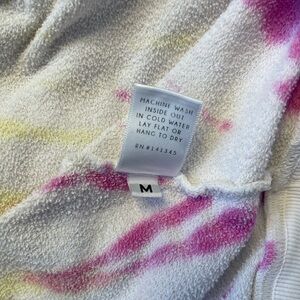 MACHINE WASH
INSIDE OUT
IN COLD WATER
LAY FLAT OR
HANG TO DRY
RN#141345
M